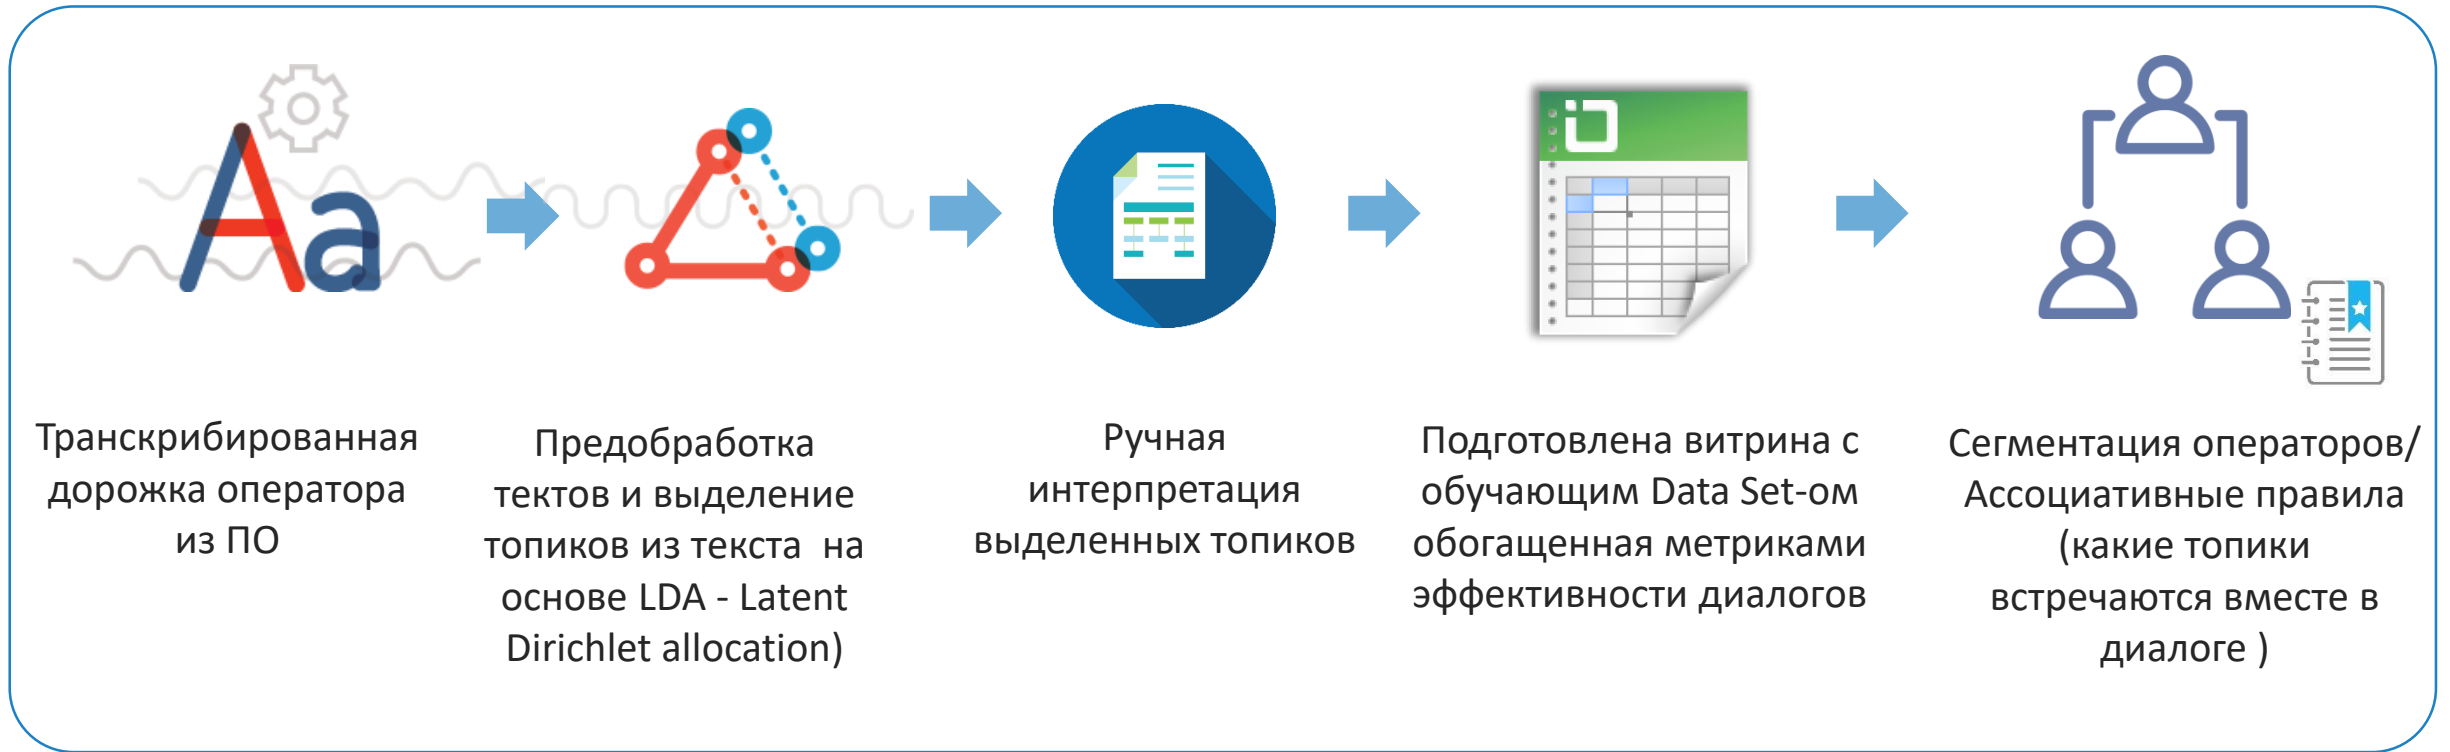 Aa
Транскрибированная
дорожка оператора
из ПО
Предобработка
тектов и выделение
топиков из текста на
основе LDA - Latent
Dirichlet allocation)
Ручная
интерпретация
выделенных топиков
Подготовлена витрина с
обучающим Data Set-ом
обогащенная метриками
эффективности диалогов
Сегментация операторов/
Ассоциативные правила
(какие топики
встречаются вместе в
диалоге )